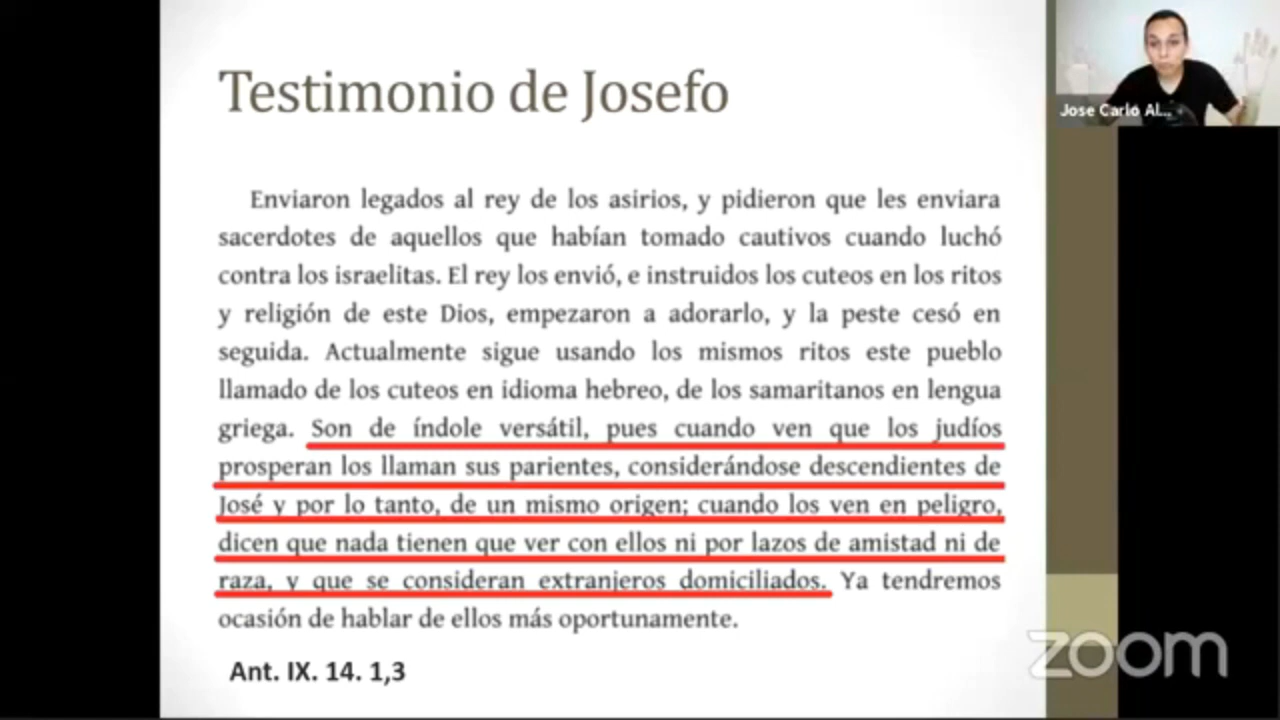 Testimonio de Josefo
Jose Carlo Al...
Enviaron legados al rey de los asirios, y pidieron que les enviara
sacerdotes de aquellos que habían tomado cautivos cuando luchó
contra los israelitas. El rey los envió, e instruidos los cuteos en los ritos
y religión de este Dios, empezaron a adorarlo, y la peste cesó en
seguida. Actualmente sigue usando los mismos ritos este pueblo
llamado de los cuteos en idioma hebreo, de los samaritanos en lengua
griega. Son de índole versátil, pues cuando ven que los judíos
prosperan los llaman sus parientes, considerándose descendientes de
José y por lo tanto, de un mismo origen; cuando los ven en peligro,
dicen que nada tienen que ver con ellos ni por lazos de amistad ni de
raza, y que se consideran extranjeros domiciliados. Ya tendremos
ocasión de hablar de ellos más oportunamente.
Ant. IX. 14. 1,3
zoom